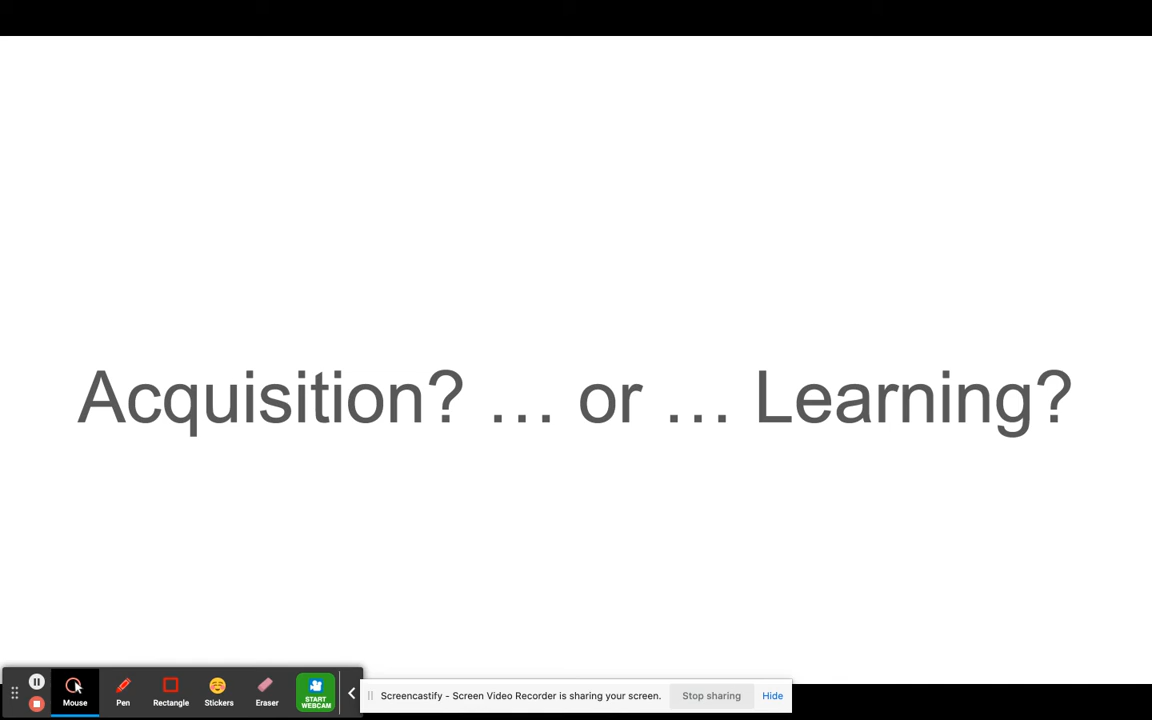 Acquisition? … or … Learning?
Mouse
Pen
Rectangle
Stickers
Eraser
START
WEBCAM
Screencastify - Screen Video Recorder is sharing your screen.
Stop sharing
Hide